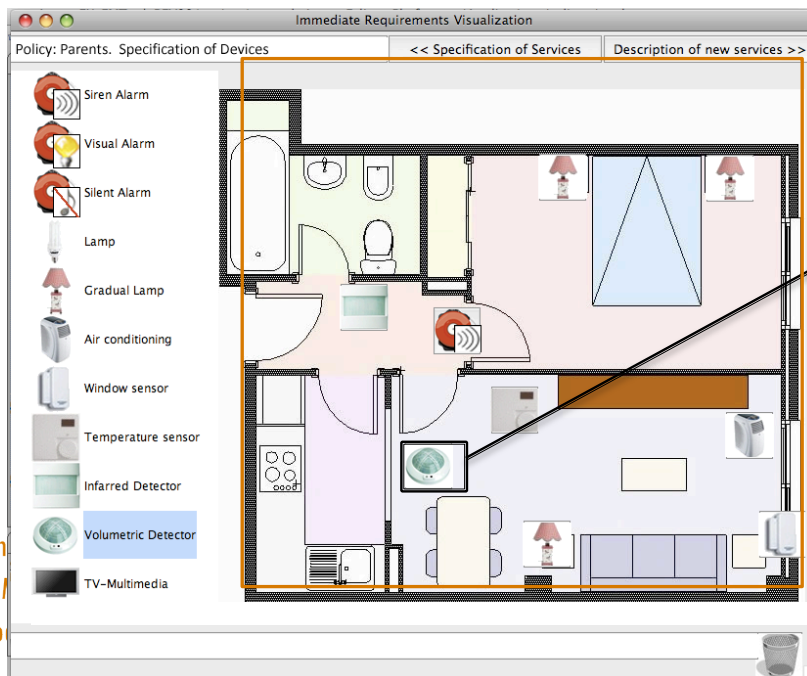 Immediate Requirements Visualization
Policy: Parents. Specification of Devices
<< Specification of Services
Description of new services >>
Siren Alarm
Visual Alarm
Silent Alarm
Lamp
Gradual Lamp
Air conditioning
Window sensor
Temperature sensor
Infarred Detector
Volumetric Detector
TV-Multimedia